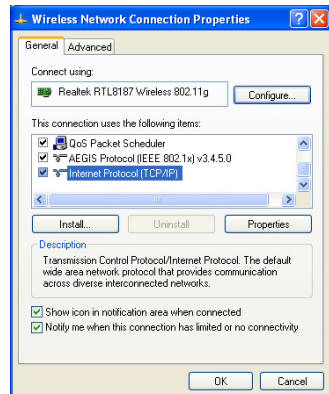 Wireless Network Connection Properties
General
Advanced
Connect using:
Realtek RTL8187 Wireless 802.11g
Configure...
This connection uses the following items:
QoS Packet Scheduler
AEGIS Protocol (IEEE 802.1x) v3.4.5.0
Internet Protocol (TCP/IP)
Install...
Uninstall
Properties
Description
Transmission Control Protocol/Internet Protocol. The default
wide area network protocol that provides communication
across diverse interconnected networks.
Show icon in notification area when connected
Notify me when this connection has limited or no connectivity
OK
Cancel